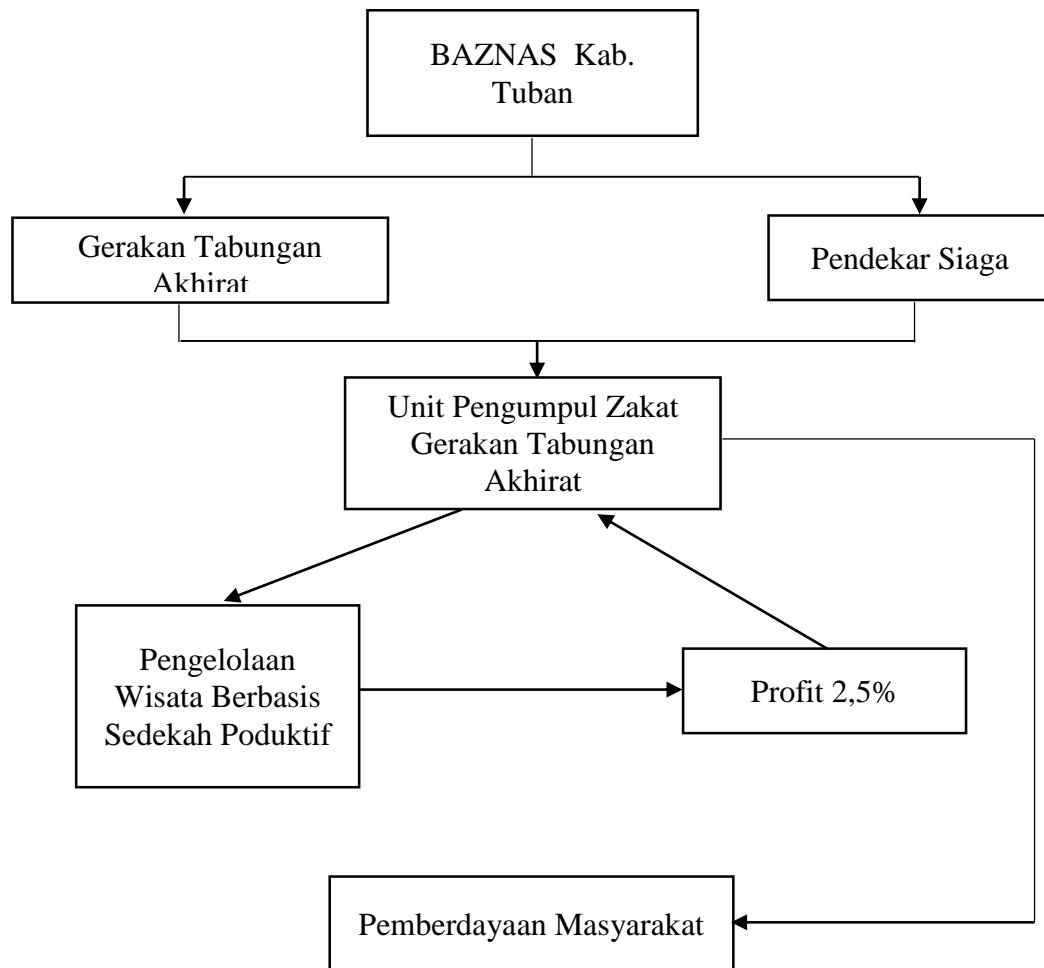 BAZNAS Kab.
Tuban
Gerakan Tabungan
Akhirat
Pendekar Siaga
Unit Pengumpul Zakat
Gerakan Tabungan
Akhirat
Pengelolaan
Wisata Berbasis
Sedekah Poduktif
Profit 2,5%
Pemberdayaan Masyarakat